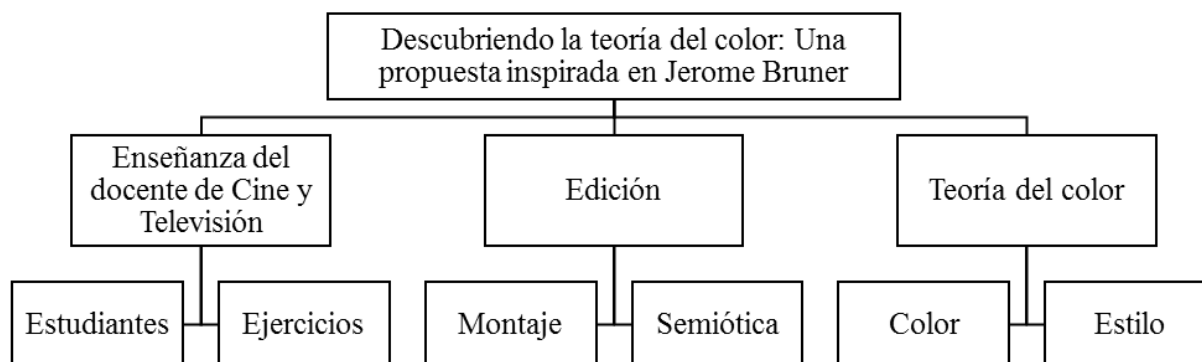 Descubriendo la teoría del color: Una
propuesta inspirada en Jerome Bruner
Enseñanza del
docente de Cine y
Televisión
Edición
Teoría del color
Estudiantes
Ejercicios
Montaje
Semiótica
Color
Estilo